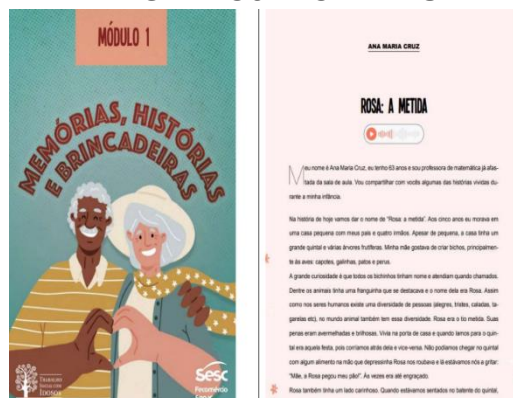 MÓDULO 1
MEMÓRIAS, HISTÓRIAS
E BRINCADEIRAS
TRABALHO
SOCIAL COM
IDOSOS
Sesc
Fecomércio
ANA MARIA CRUZ
ROSA: A METIDA
Meu nome é Ana Maria Cruz, eu tenho 63 anos e sou professora de matemática já afas-
tada da sala de aula. Vou compartilhar com vocês algumas das histórias vividas du-
rante a minha infância.
Na história de hoje vamos dar o nome de “Rosa: a metida”. Aos cinco anos eu morava em
uma casa pequena com meus pais e quatro irmãos. Apesar de pequena, a casa tinha um
grande quintal e várias árvores frutíferas. Minha mãe gostava de criar bichos, principalmen-
te às aves: capotes, galinhas, patos e perus.
A grande curiosidade é que todos os bichinhos tinham nome e atendiam quando chamados.
Dentre os animais tinha uma franguinha que se destacava e o nome dela era Rosa. Assim
como nos seres humanos existe uma diversidade de pessoas (alegres, tristes, caladas, ta-
garelas etc), no mundo animal também tem essa diversidade. Rosa era o to metida. Suas
penas eram avermelhadas e brilhosas. Vivia na porta de casa e quando íamos para o quin-
tal era aquela festa, pois corríamos atrás dela e vice-versa. Não podíamos chegar no quintal
com algum alimento na mão que depressinha Rosa nos roubava e lá estávamos nós a gritar:
“Mãe, a Rosa pegou meu pão!”. Às vezes era até engraçado.
Rosa também tinha um lado carinhoso. Quando estávamos sentados no batente do quintal,